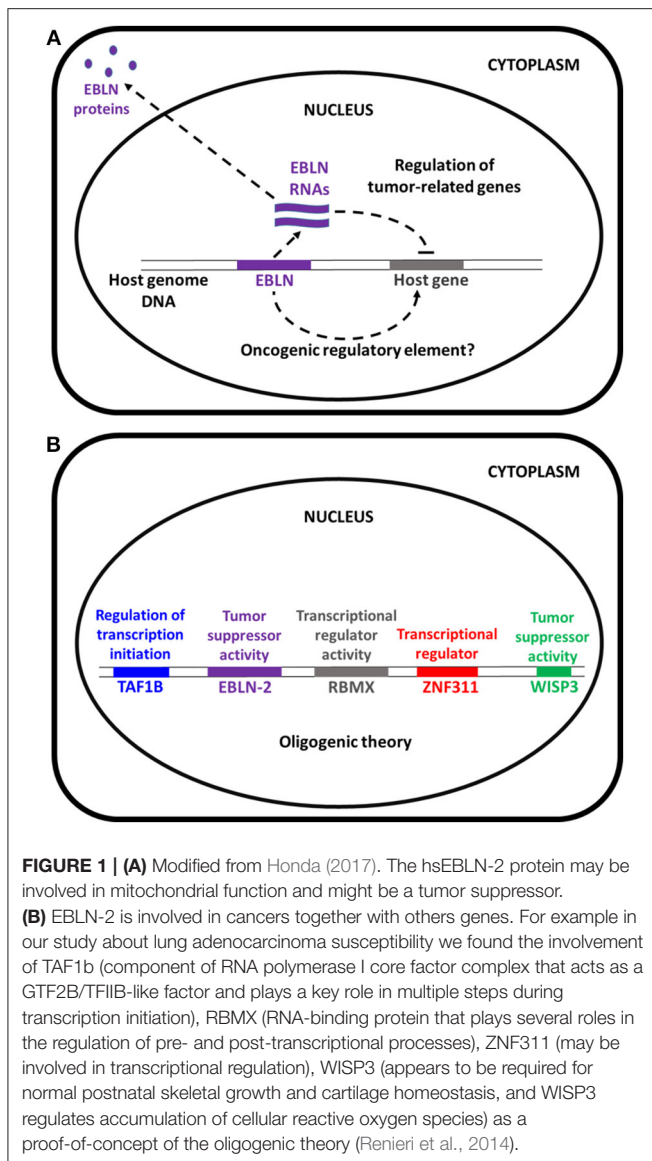 A
CYTOPLASM
EBLN
proteins
NUCLEUS
EBLN
RNAs
Regulation of
tumor-related genes
Host genome
DNA
EBLN
Host gene
Oncogenic regulatory element?
B
CYTOPLASM
NUCLEUS
Regulation of
transcription
initiation
Tumor
suppressor
activity
Transcriptional
regulator
activity
Transcriptional
regulator
Tumor
suppressor
activity
TAF1B
EBLN-2
RBMX
ZNF311
WISP3
Oligogenic theory
FIGURE 1 | (A) Modified from Honda (2017). The hsEBLN-2 protein may be
involved in mitochondrial function and might be a tumor suppressor.
(B) EBLN-2 is involved in cancers together with others genes. For example in
our study about lung adenocarcinoma susceptibility we found the involvement
of TAF1b (component of RNA polymerase I core factor complex that acts as a
GTF2B/TFIIB-like factor and plays a key role in multiple steps during
transcription initiation), RBMX (RNA-binding protein that plays several roles in
the regulation of pre- and post-transcriptional processes), ZNF311 (may be
involved in transcriptional regulation), WISP3 (appears to be required for
normal postnatal skeletal growth and cartilage homeostasis, and WISP3
regulates accumulation of cellular reactive oxygen species) as a
proof-of-concept of the oligogenic theory (Renieri et al., 2014).